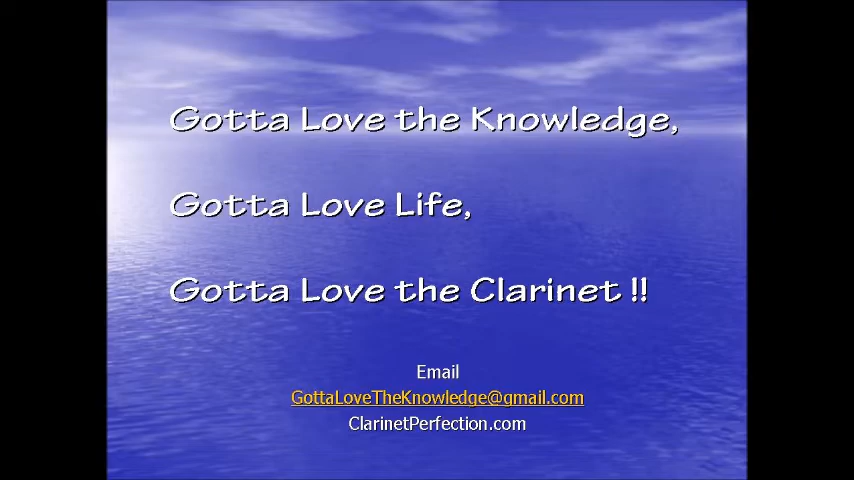 Gotta Love the Knowledge,
Gotta Love Life,
Gotta Love the Clarinet !!
Email
GottaLoveTheKnowledge@gmail.com
ClarinetPerfection.com